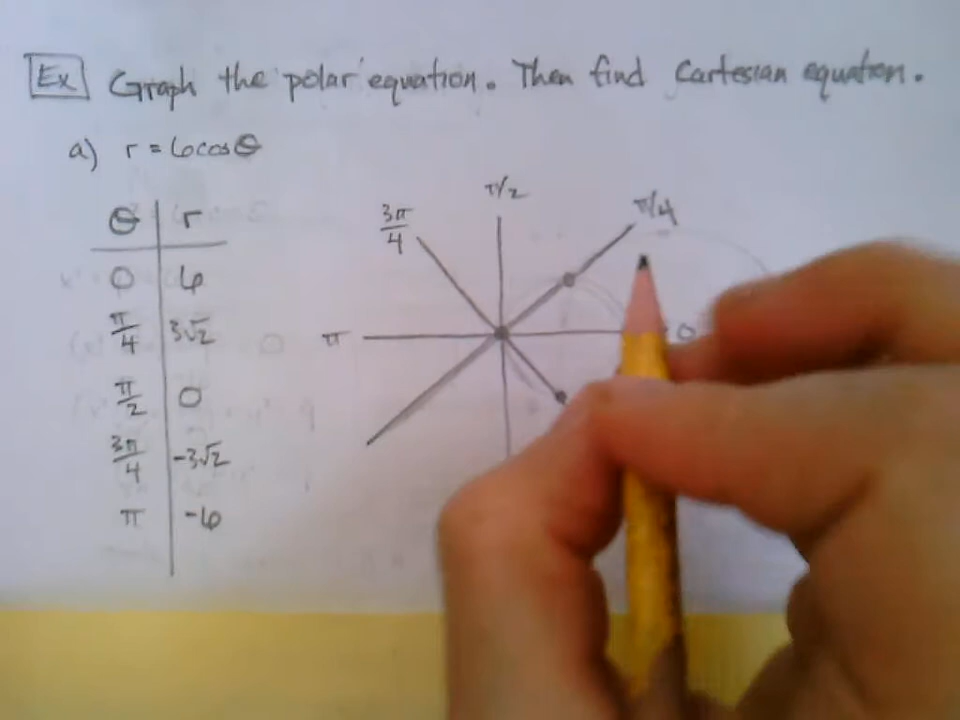 Ex Graph the polar equation. Then find Cartesian equation.
a) r = 6cosθ
θ r
0 6
π/4 3√2
π/2 0
3π/4 -3√2
π -6
π/2
3π/4
π/4
π
0